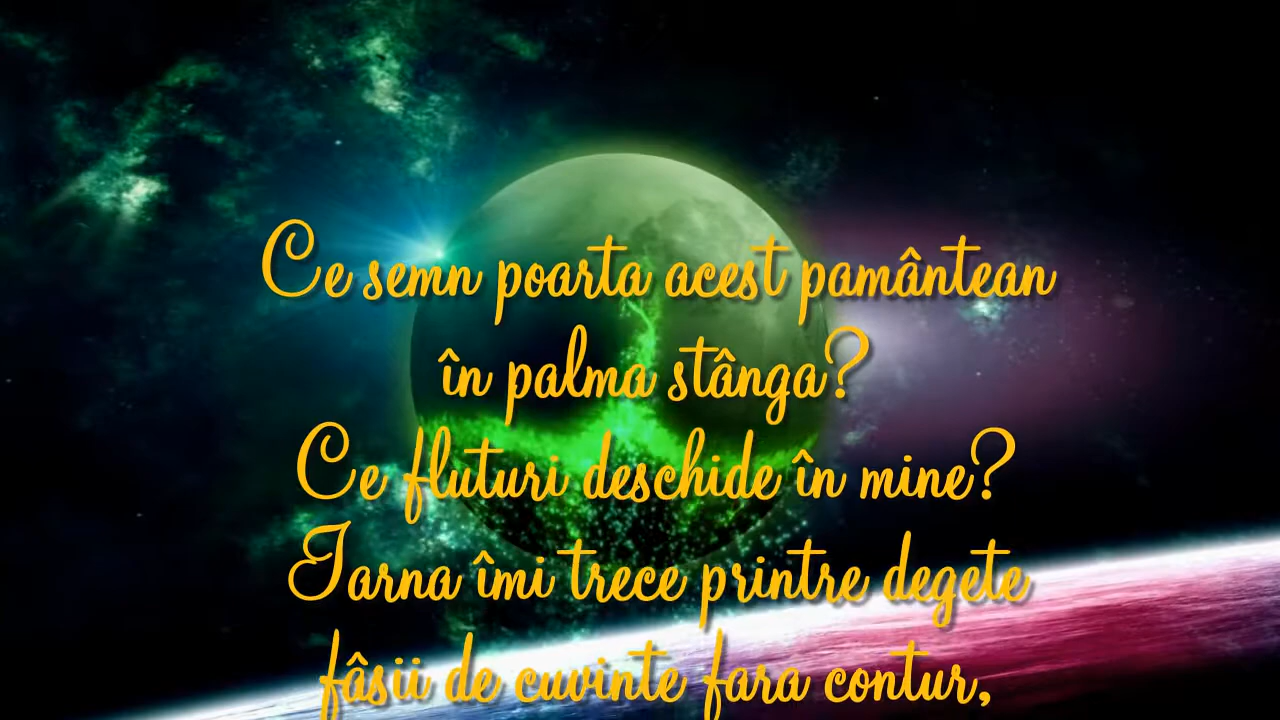 Ce semn poarta acest pamântean
în palma stânga?
Ce fluturi deschide în mine?
Iarna îmi trece printre degete
fâsii de cuvinte fara contur,